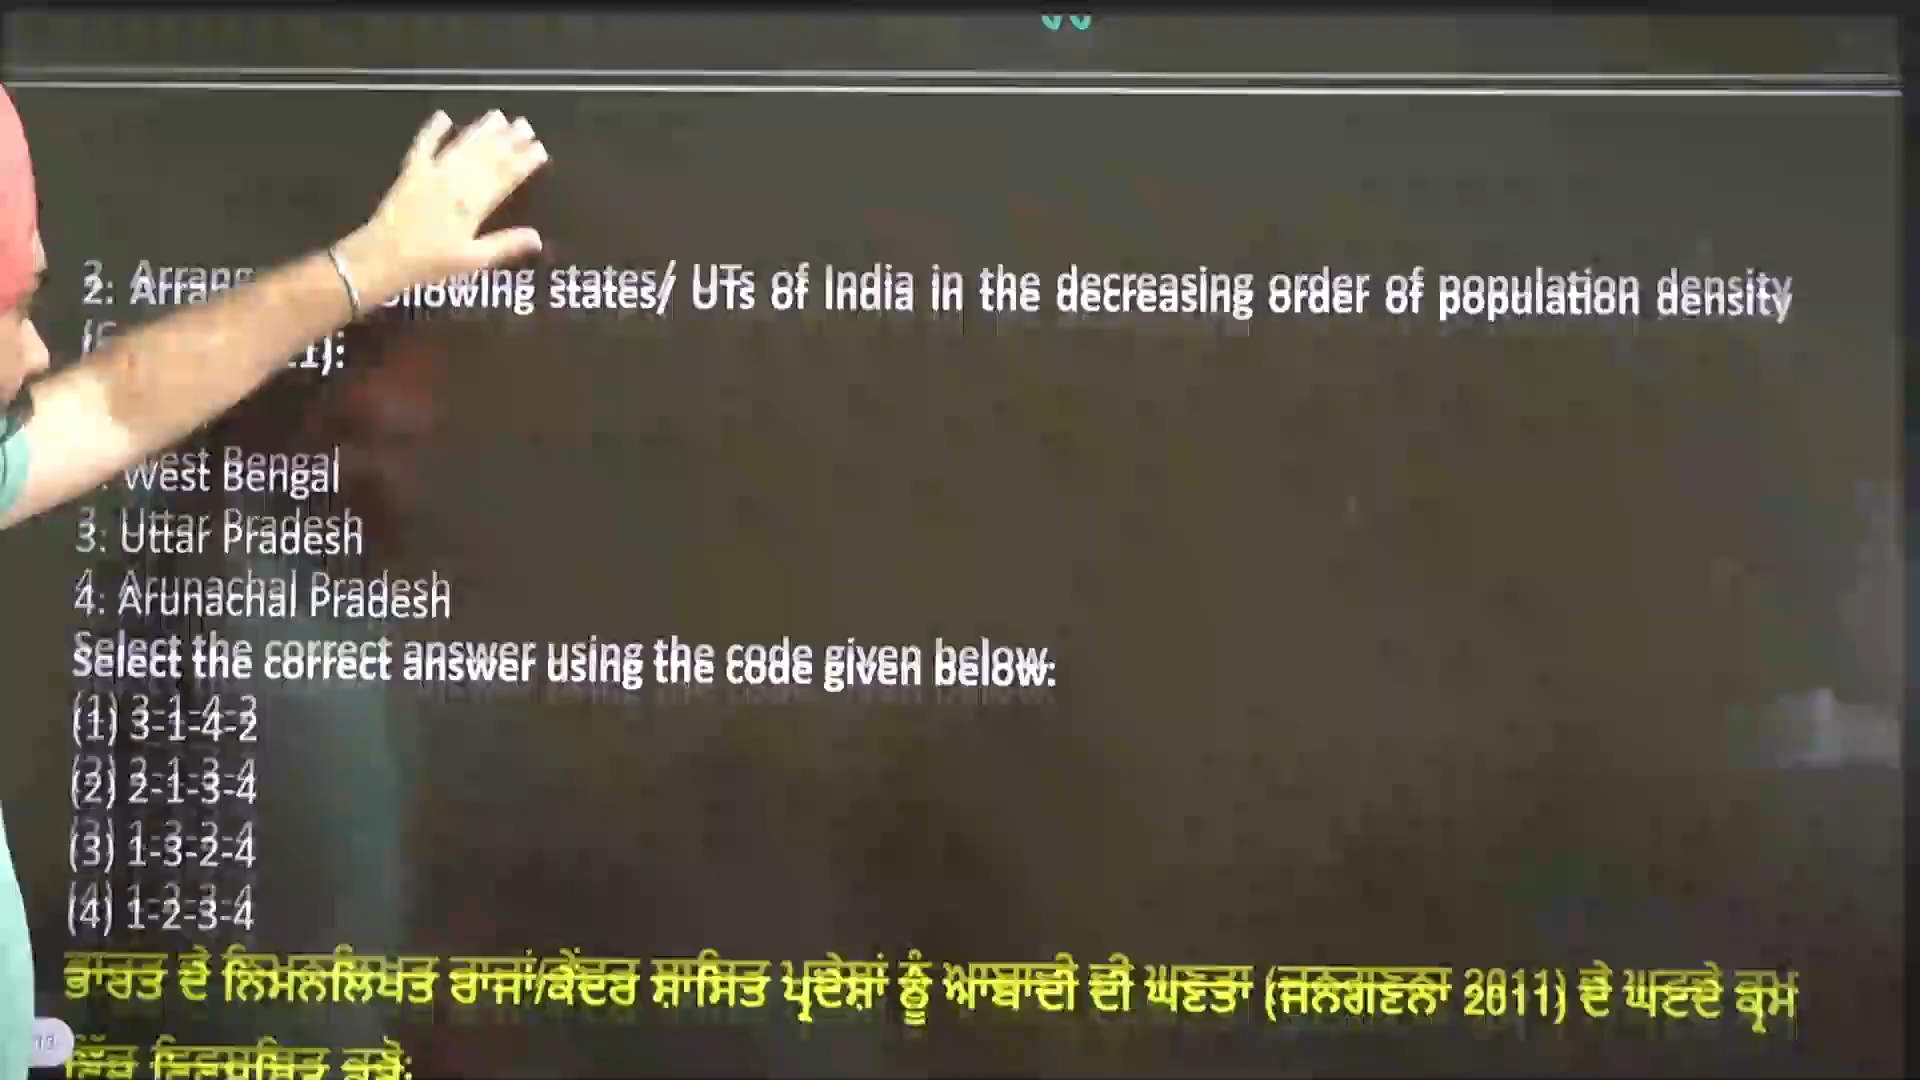 2. following states/ UTs of India in the decreasing order of population density
West Bengal
3. Uttar Pradesh
4. Arunachal Pradesh
Select the correct answer using the code given below.
(1) 3-1-4-2
(2) 2-1-3-4
(3) 1-3-2-4
(4) 1-2-3-4
ਭਾਰਤ ਦੇ ਨਿਮਨਲਿਖਤ ਰਾਜਾਂ/ਕੇਂਦਰ ਸ਼ਾਸਿਤ ਪ੍ਰਦੇਸ਼ਾਂ ਨੂੰ ਆਬਾਦੀ ਦੀ ਘਣਤਾ (ਜਨਗਣਨਾ 2011) ਦੇ ਘਟਦੇ ਕ੍ਰਮ